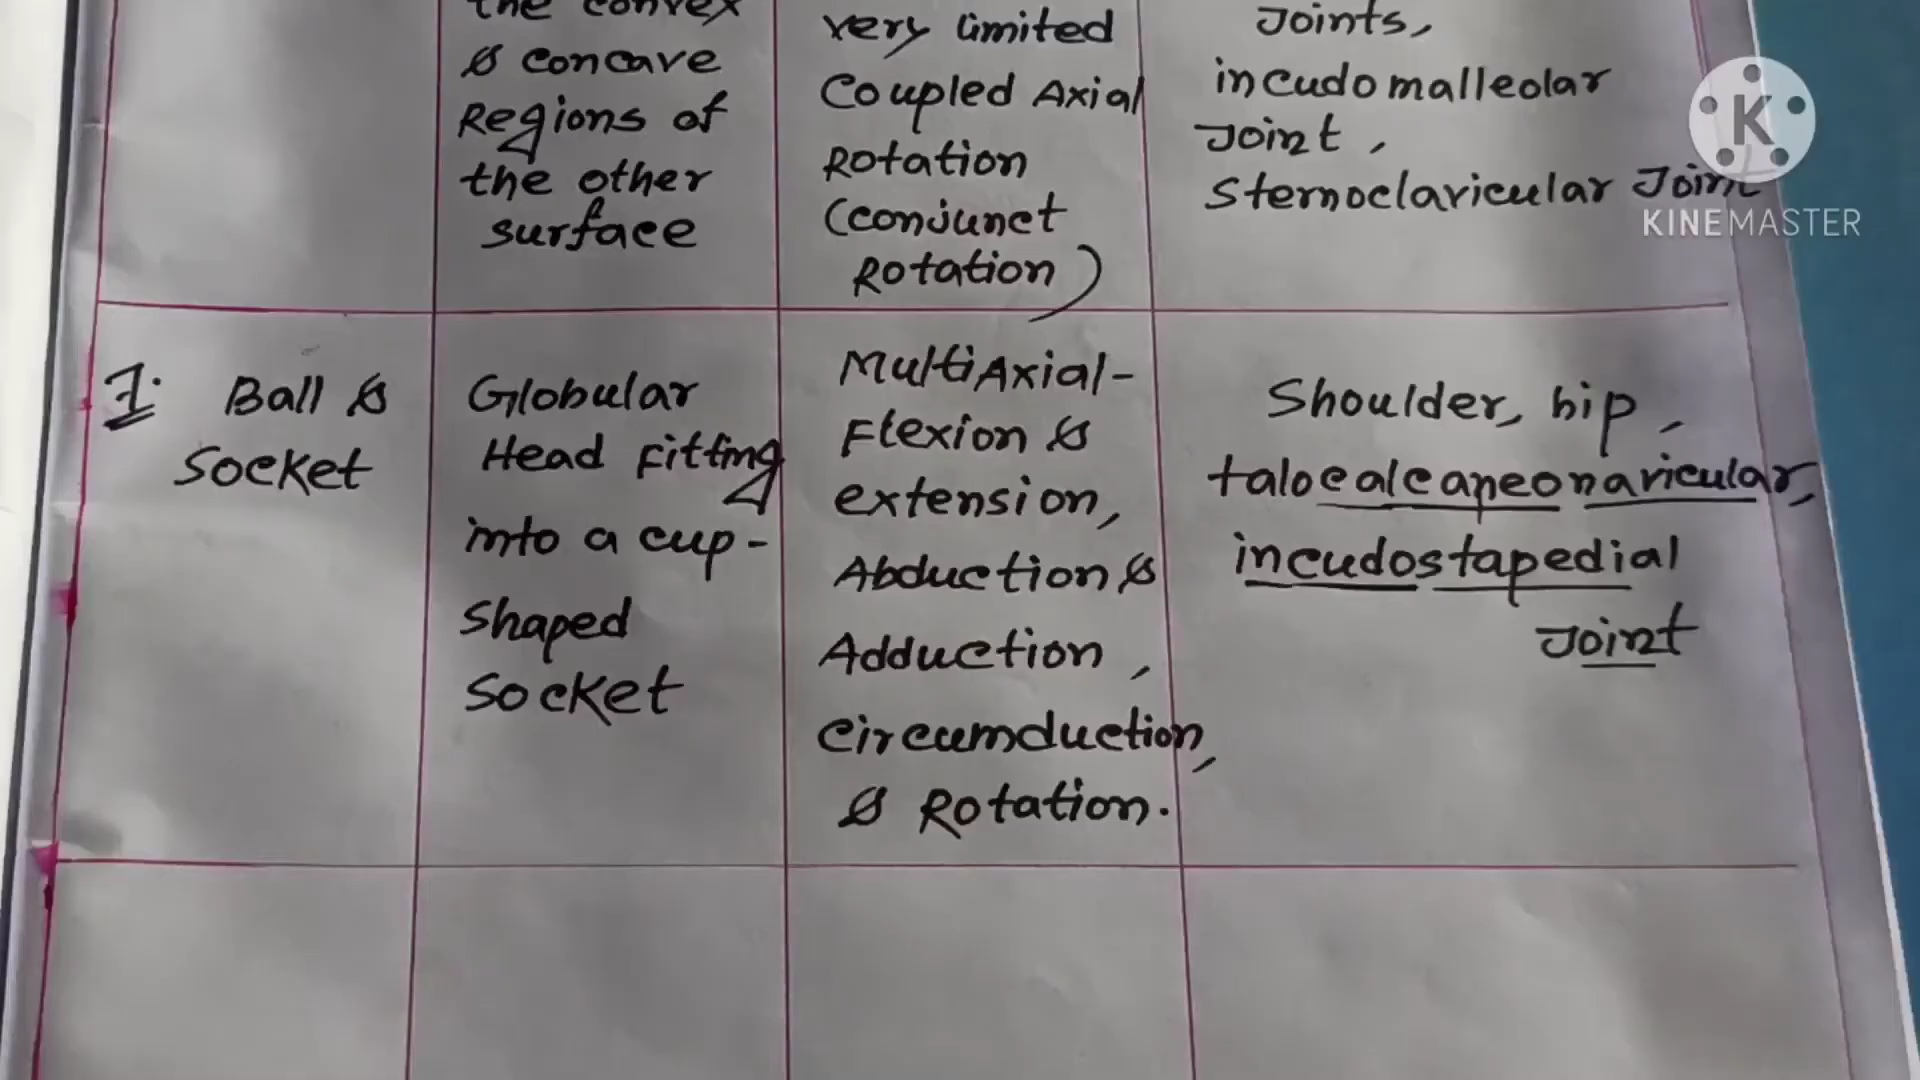 the convex
& concave
Regions of
the other
surface
very limited
Coupled Axial
Rotation
(conjunct
Rotation)
Joints,
incudomalleolar
Joint,
Sternoclavicular Joint
K
KINEMASTER
7. Ball &
Socket
Globular
Head Fitting
into a cup-
shaped
Socket
MultiAxial-
Flexion &
extension,
Abduction &
Adduction,
Circumduction,
& Rotation.
Shoulder, hip,
talocalcaneonavicular,
incudostapedial
Joint